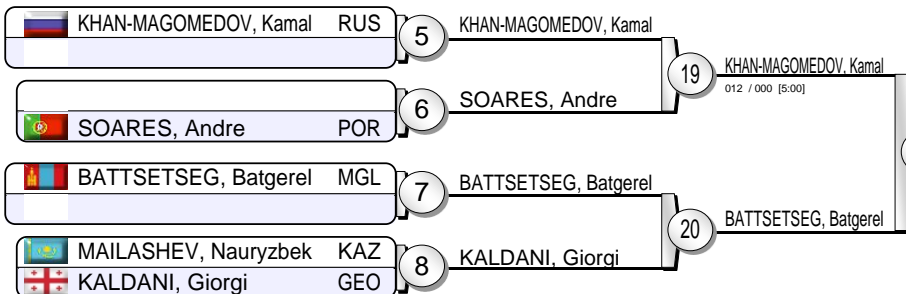 KHAN-MAGOMEDOV, Kamal RUS
5
KHAN-MAGOMEDOV, Kamal
19
KHAN-MAGOMEDOV, Kamal
012 / 000 [5:00]
6
SOARES, Andre
SOARES, Andre POR
BATTSETSEG, Batgerel MGL
7
BATTSETSEG, Batgerel
20
BATTSETSEG, Batgerel
MAILASHEV, Nauryzbek KAZ
8
KALDANI, Giorgi
KALDANI, Giorgi GEO